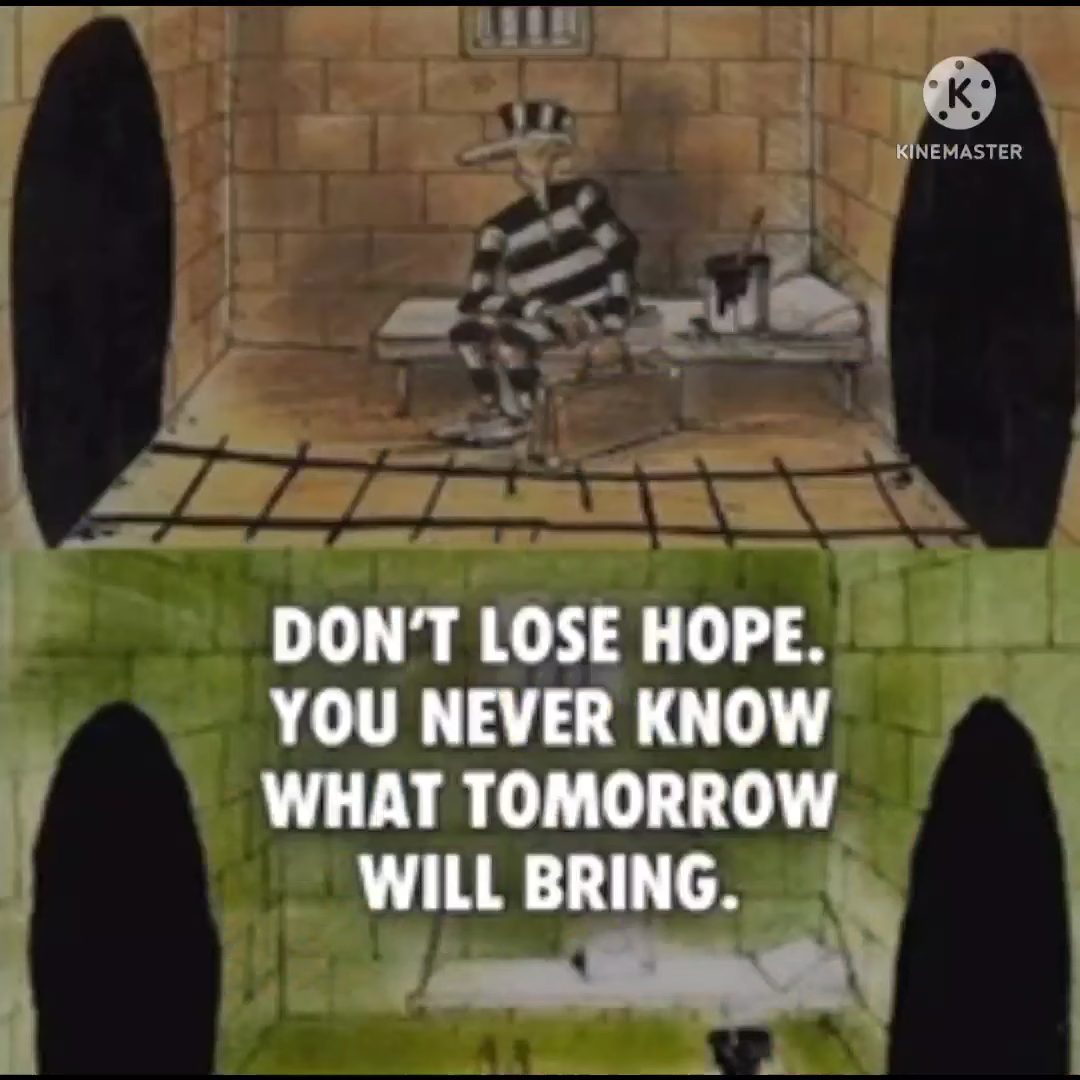 K
KINEMASTER
DON'T LOSE HOPE.
YOU NEVER KNOW
WHAT TOMORROW
WILL BRING.